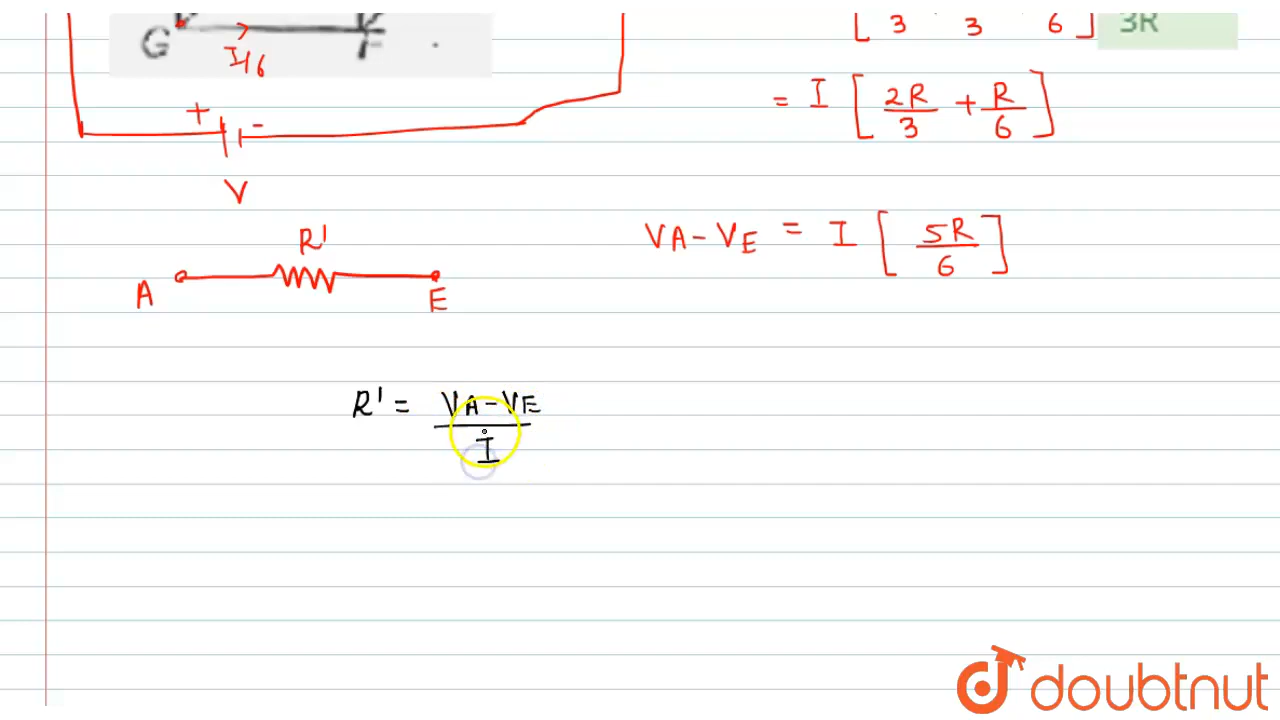 G F
I/6
[ 3 3 6 ] 3R
= I [ 2R/3 + R/6 ]
+ -
V
VA - VE = I [ 5R/6 ]
R'
A E
R' = VA - VE / I
doubtnut